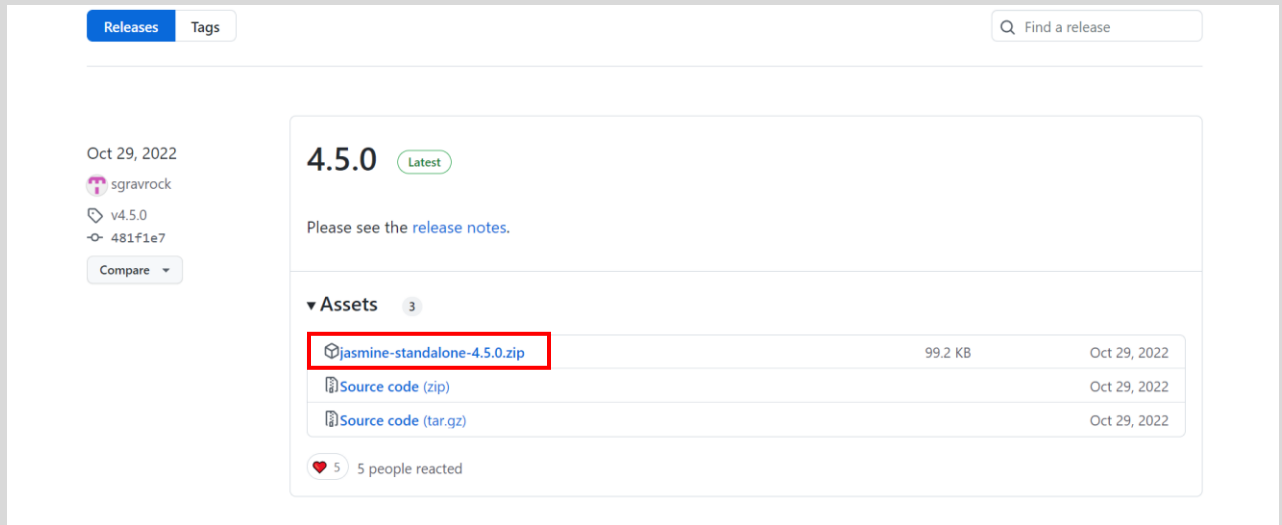 Releases Tags Find a release
Oct 29, 2022
sgravrock
v4.5.0
481f1e7
Compare
4.5.0 Latest
Please see the release notes.
Assets 3
jasmine-standalone-4.5.0.zip 99.2 KB Oct 29, 2022
Source code (zip) Oct 29, 2022
Source code (tar.gz) Oct 29, 2022
5 5 people reacted